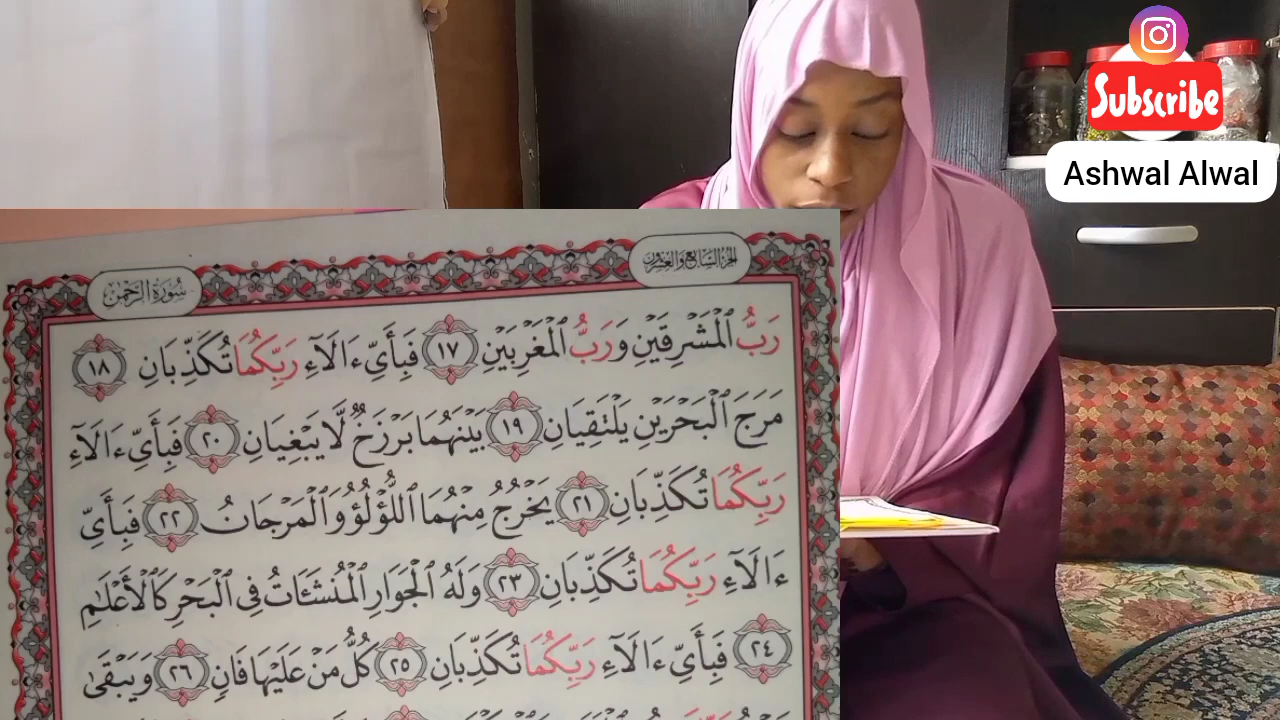 Subscribe
Ashwal Alwal
الجزء السابع والعشرون
سورة الرحمن
رَبُّ ٱلْمَشْرِقَيْنِ وَرَبُّ ٱلْمَغْرِبَيْنِ ١٧ فَبِأَىِّ ءَالَآءِ رَبِّكُمَا تُكَذِّبَانِ ١٨
مَرَجَ ٱلْبَحْرَيْنِ يَلْتَقِيَانِ ١٩ بَيْنَهُمَا بَرْزَخٌ لَّا يَبْغِيَانِ ٢٠ فَبِأَىِّ ءَالَآءِ
رَبِّكُمَا تُكَذِّبَانِ ٢١ يَخْرُجُ مِنْهُمَا ٱللُّؤْلُؤُ وَٱلْمَرْجَانُ ٢٢ فَبِأَىِّ
ءَالَآءِ رَبِّكُمَا تُكَذِّبَانِ ٢٣ وَلَهُ ٱلْجَوَارِ ٱلْمُنشَـَٔاتُ فِى ٱلْبَحْرِ كَٱلْأَعْلَٰمِ
٢٤ فَبِأَىِّ ءَالَآءِ رَبِّكُمَا تُكَذِّبَانِ ٢٥ كُلُّ مَنْ عَلَيْهَا فَانٍ ٢٦ وَيَبْقَىٰ